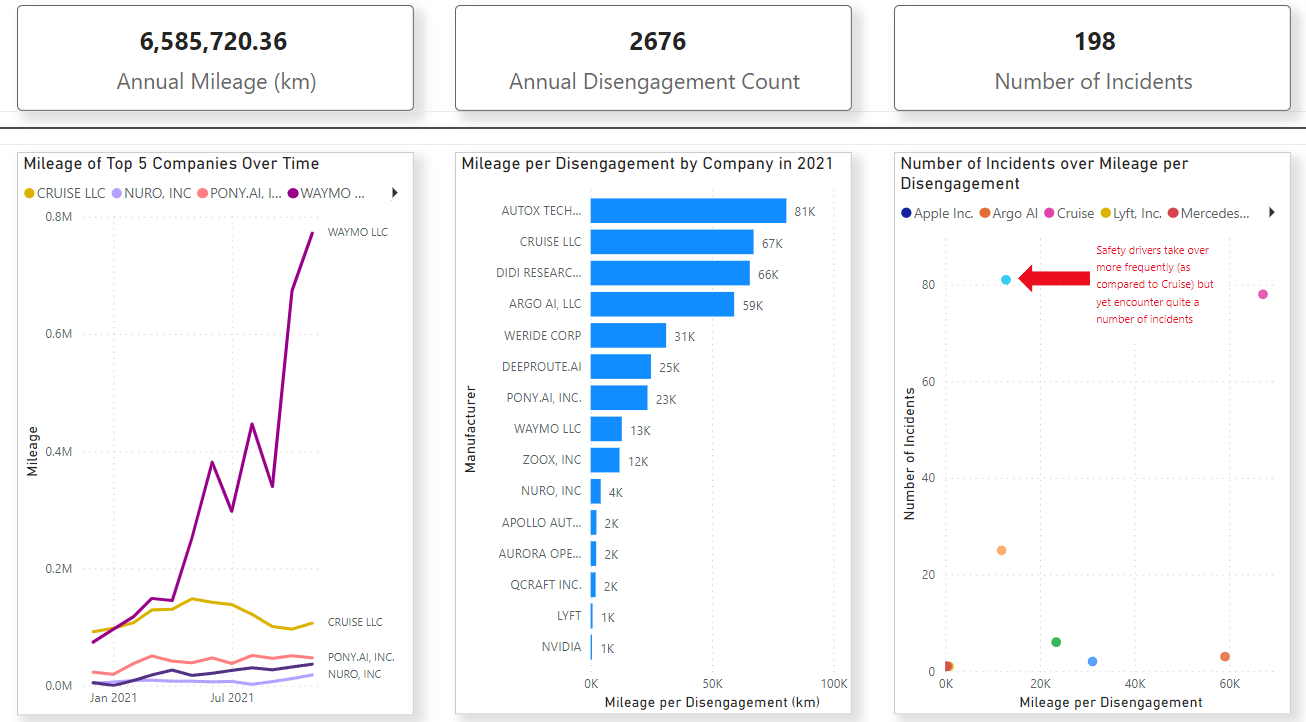 6,585,720.36
Annual Mileage (km)
2676
Annual Disengagement Count
198
Number of Incidents
Mileage of Top 5 Companies Over Time
CRUISE LLC NURO, INC PONY.AI, I... WAYMO ...
0.8M
0.6M
0.4M
0.2M
0.0M
Mileage
WAYMO LLC
CRUISE LLC
PONY.AI, INC.
NURO, INC
Jan 2021 Jul 2021
Mileage per Disengagement by Company in 2021
Manufacturer
AUTOX TECH... 81K
CRUISE LLC 67K
DIDI RESEARC... 66K
ARGO AI, LLC 59K
WERIDE CORP 31K
DEEPROUTE.AI 25K
PONY.AI, INC. 23K
WAYMO LLC 13K
ZOOX, INC 12K
NURO, INC 4K
APOLLO AUT... 2K
AURORA OPE... 2K
QCRAFT INC. 2K
LYFT 1K
NVIDIA 1K
0K 50K 100K
Mileage per Disengagement (km)
Number of Incidents over Mileage per
Disengagement
Apple Inc. Argo AI Cruise Lyft, Inc. Mercedes...
Safety drivers take over
more frequently (as
compared to Cruise) but
yet encounter quite a
number of incidents
80
60
40
20
0
Number of Incidents
0K 20K 40K 60K
Mileage per Disengagement